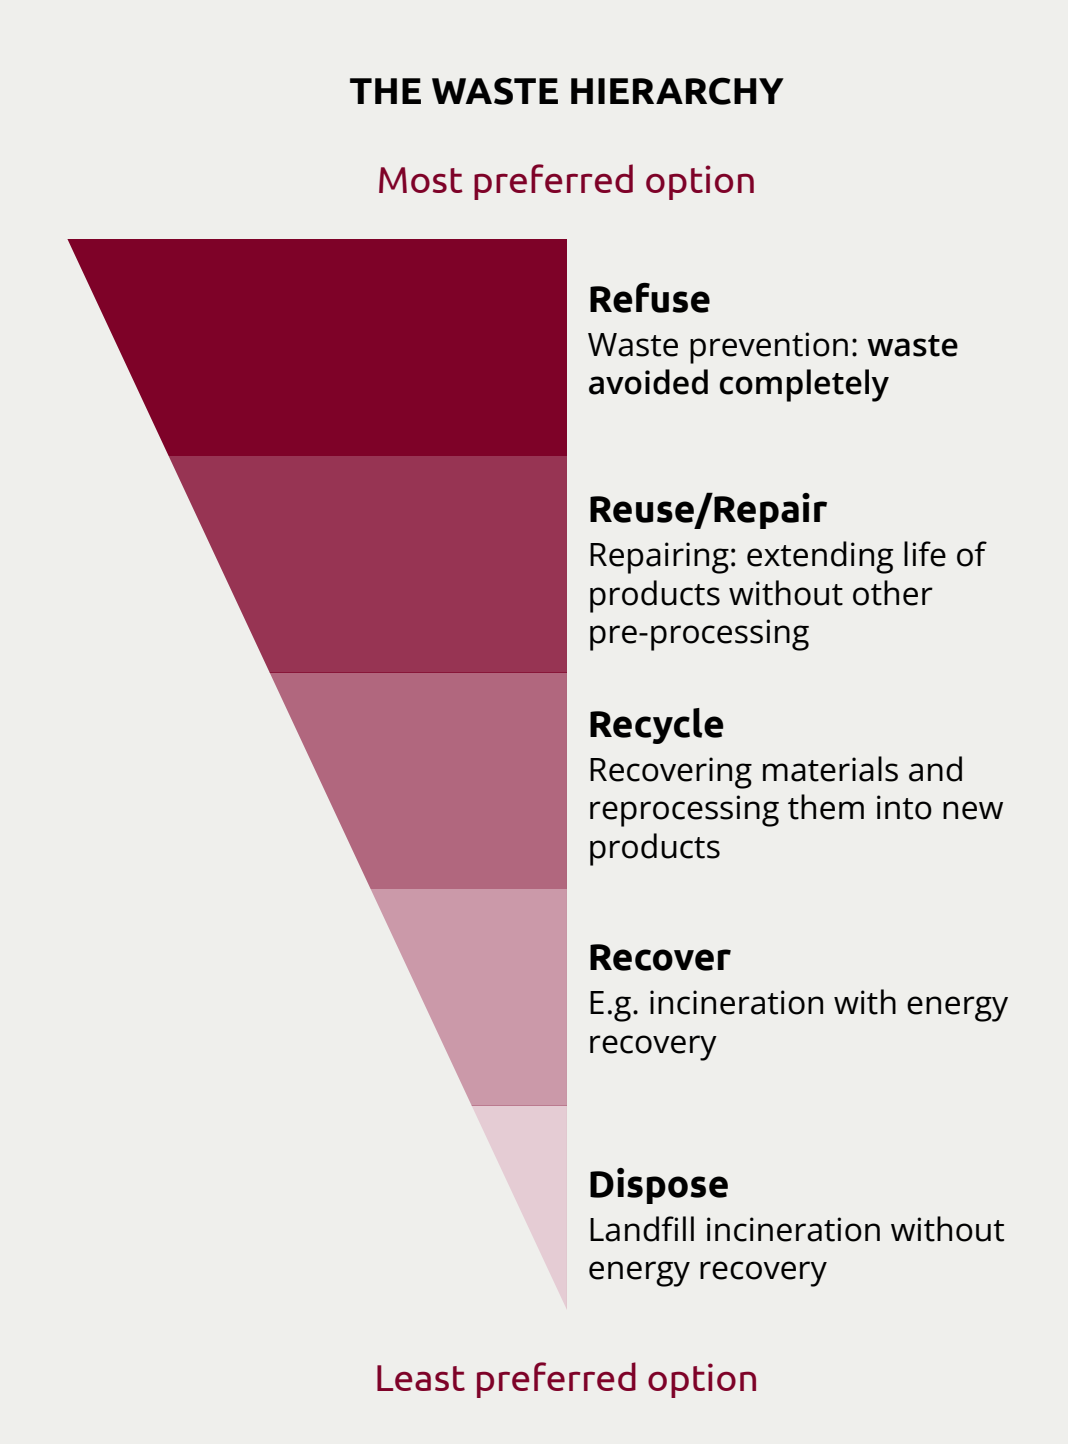 THE WASTE HIERARCHY
Most preferred option
Refuse
Waste prevention: waste
avoided completely
Reuse/Repair
Repairing: extending life of
products without other
pre-processing
Recycle
Recovering materials and
reprocessing them into new
products
Recover
E.g. incineration with energy
recovery
Dispose
Landfill incineration without
energy recovery
Least preferred option